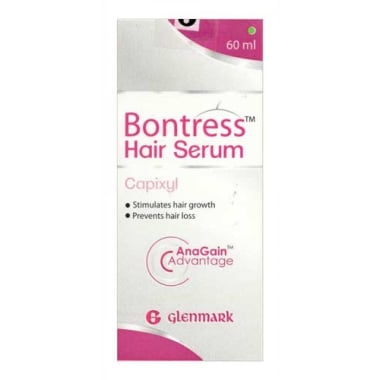 60 ml
Bontress™
Hair Serum
Capixyl
• Stimulates hair growth
• Prevents hair loss
AnaGain™
Advantage
G glenmark